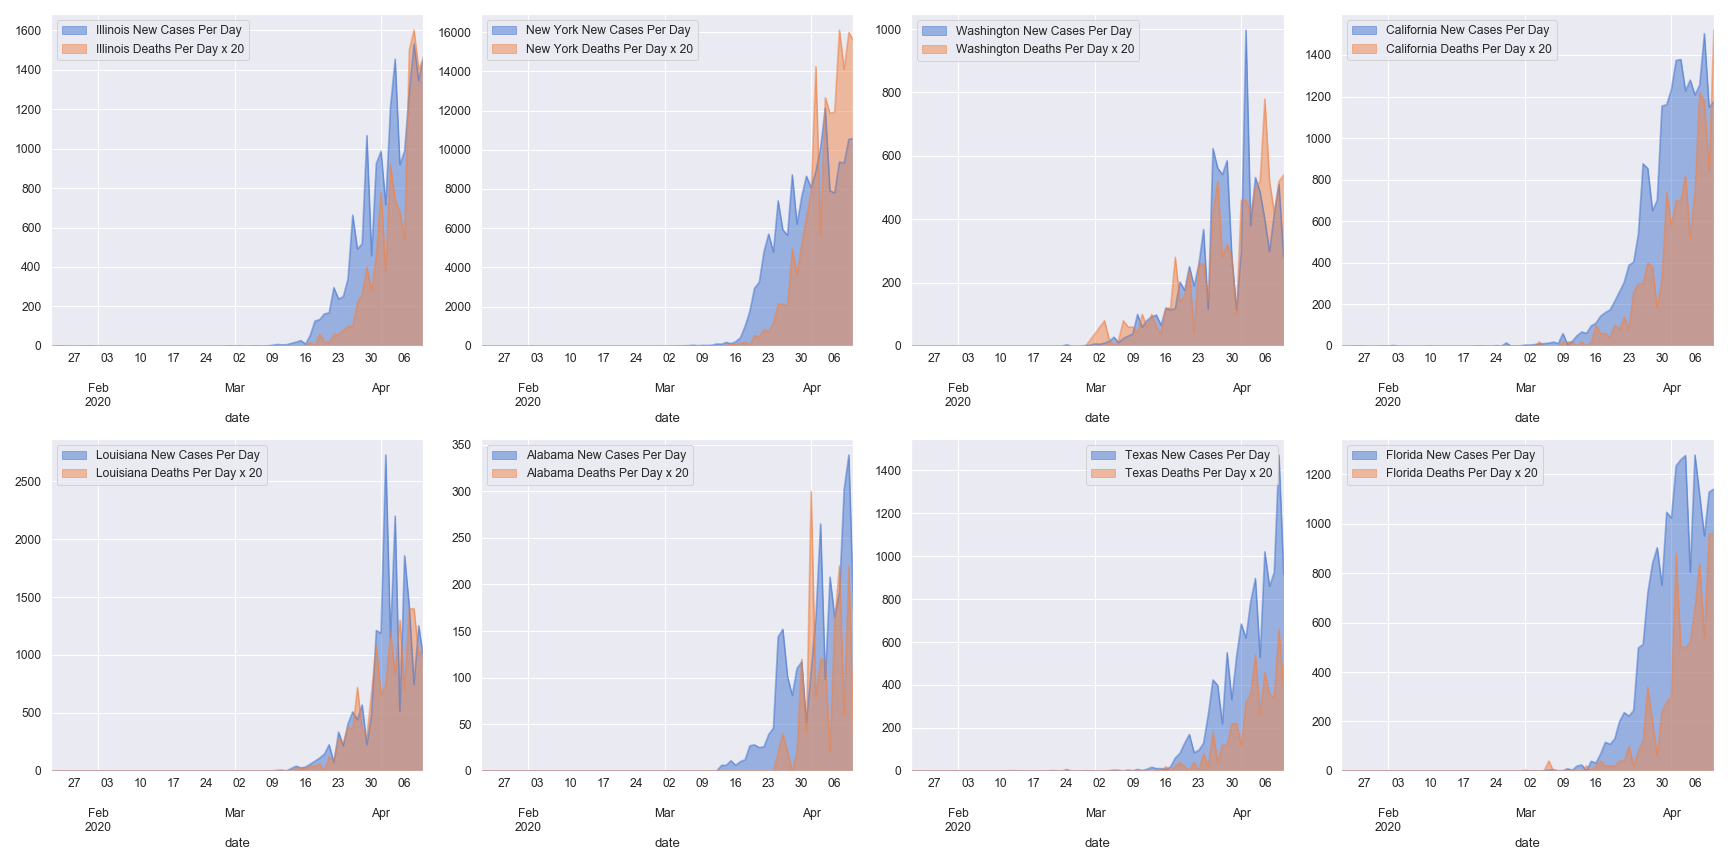 Illinois New Cases Per Day
Illinois Deaths Per Day x 20
1600
1400
1200
1000
800
600
400
200
0
27 03 10 17 24 02 09 16 23 30 06
Feb Mar Apr
2020
date
New York New Cases Per Day
New York Deaths Per Day x 20
16000
14000
12000
10000
8000
6000
4000
2000
0
27 03 10 17 24 02 09 16 23 30 06
Feb Mar Apr
2020
date
Washington New Cases Per Day
Washington Deaths Per Day x 20
1000
800
600
400
200
0
27 03 10 17 24 02 09 16 23 30 06
Feb Mar Apr
2020
date
California New Cases Per Day
California Deaths Per Day x 20
1400
1200
1000
800
600
400
200
0
27 03 10 17 24 02 09 16 23 30 06
Feb Mar Apr
2020
date
Louisiana New Cases Per Day
Louisiana Deaths Per Day x 20
2500
2000
1500
1000
500
0
27 03 10 17 24 02 09 16 23 30 06
Feb Mar Apr
2020
date
350
Alabama New Cases Per Day
Alabama Deaths Per Day x 20
300
250
200
150
100
50
0
27 03 10 17 24 02 09 16 23 30 06
Feb Mar Apr
2020
date
Texas New Cases Per Day
Texas Deaths Per Day x 20
1400
1200
1000
800
600
400
200
0
27 03 10 17 24 02 09 16 23 30 06
Feb Mar Apr
2020
date
Florida New Cases Per Day
Florida Deaths Per Day x 20
1200
1000
800
600
400
200
0
27 03 10 17 24 02 09 16 23 30 06
Feb Mar Apr
2020
date